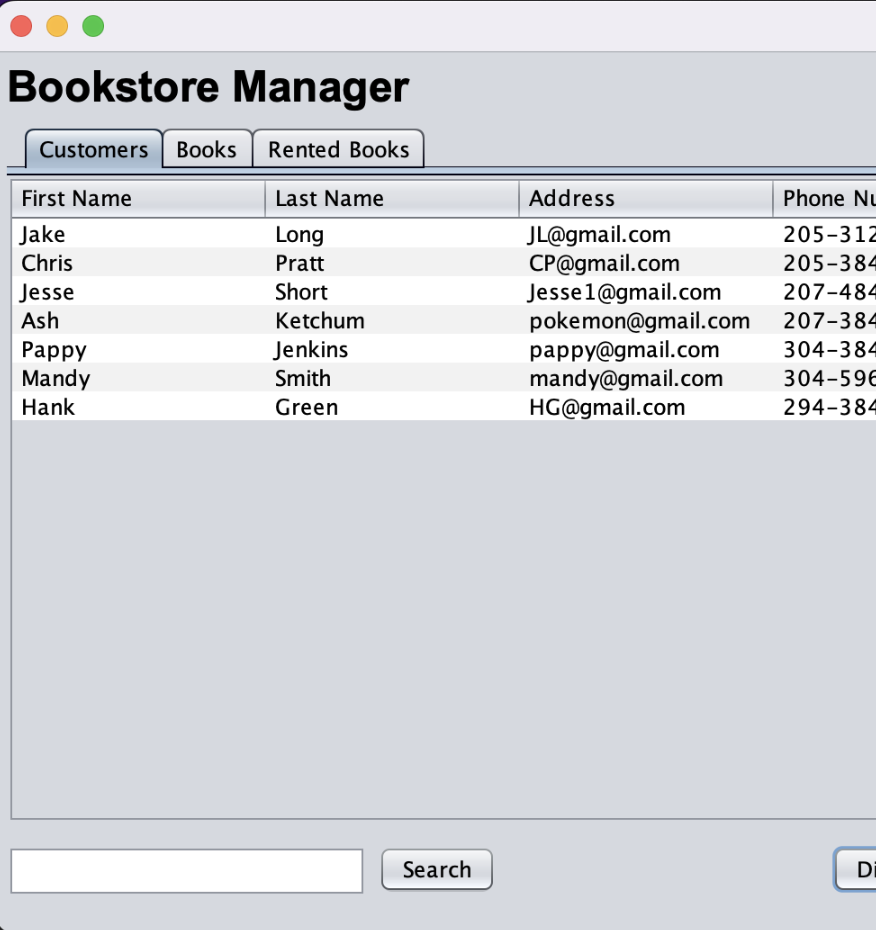 Bookstore Manager
Customers Books Rented Books
First Name Last Name Address Phone Nu
Jake Long JL@gmail.com 205-312
Chris Pratt CP@gmail.com 205-384
Jesse Short Jesse1@gmail.com 207-484
Ash Ketchum pokemon@gmail.com 207-384
Pappy Jenkins pappy@gmail.com 304-384
Mandy Smith mandy@gmail.com 304-596
Hank Green HG@gmail.com 294-384
Search Di